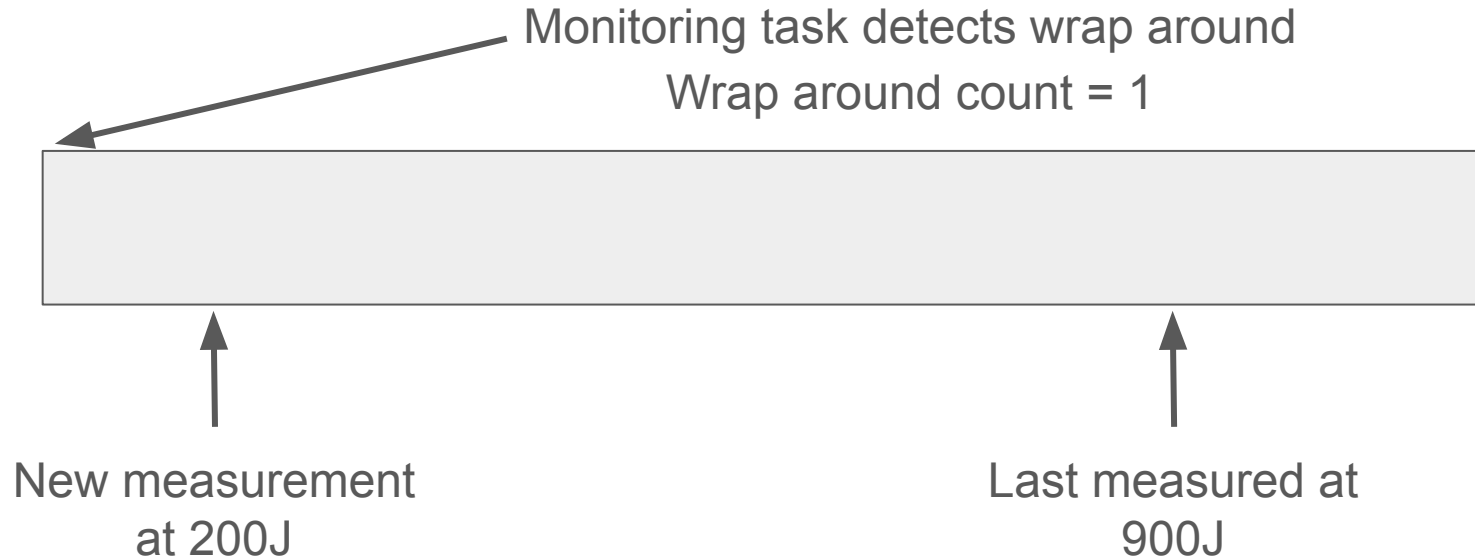 Monitoring task detects wrap around
Wrap around count = 1
New measurement
at 200J
Last measured at
900J